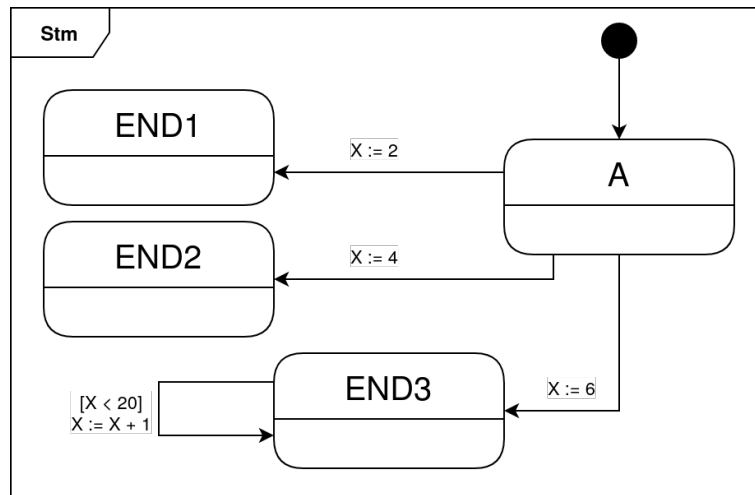 Stm
END1
X := 2
A
END2
X := 4
END3
X := 6
[X < 20]
X := X + 1